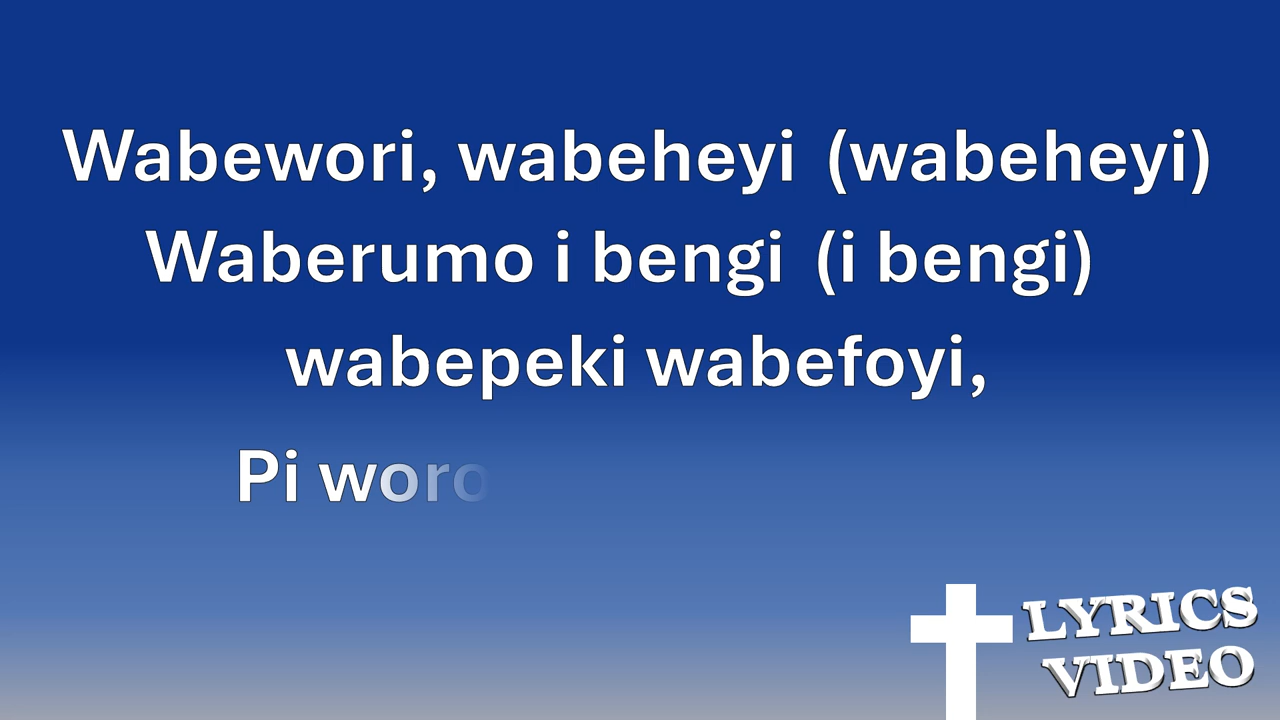 Wabewori, wabeheyi (wabeheyi)
Waberumo i bengi (i bengi)
wabepeki wabefoyi,
Pi woro
LYRICS
VIDEO